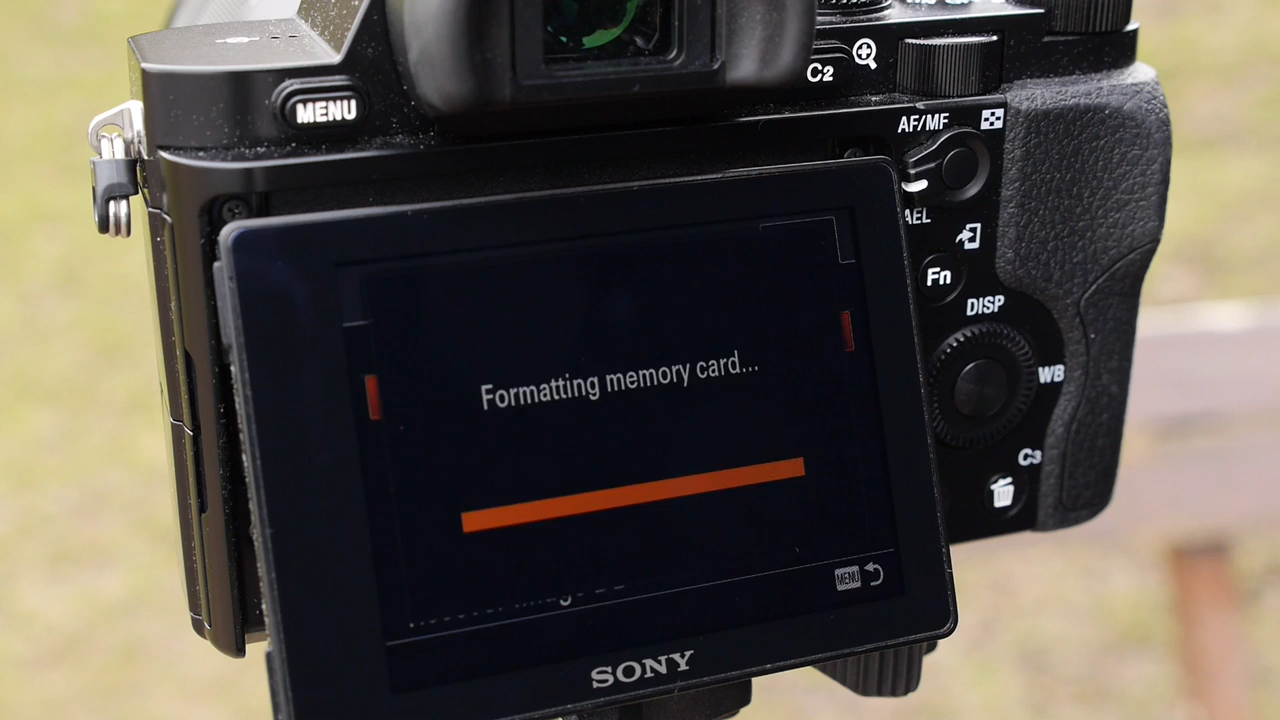 C2
MENU
AF/MF
AEL
Fn
DISP
Formatting memory card...
WB
C3
MENU
SONY